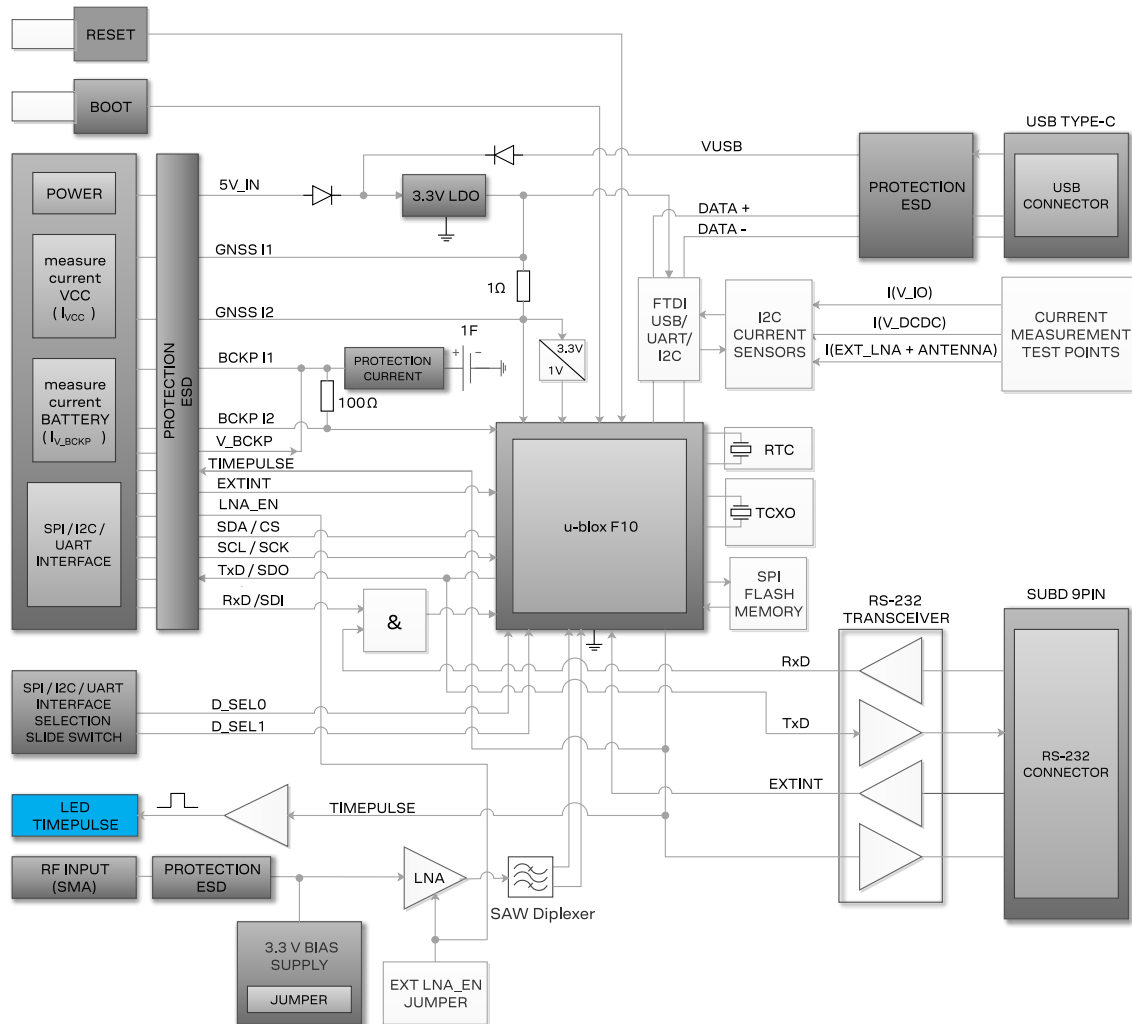 RESET
BOOT
USB TYPE-C
POWER
measure
current
VCC
(IVCC)
measure
current
BATTERY
(IV_BCKP)
SPI / I2C /
UART
INTERFACE
PROTECTION
ESD
5V_IN
GNSS I1
GNSS I2
BCKP I1
BCKP I2
V_BCKP
TIMEPULSE
EXTINT
LNA_EN
SDA / CS
SCL / SCK
TxD / SDO
RxD /SDI
3.3V LDO
1Ω
1F
+
−
PROTECTION
CURRENT
100Ω
3.3V
1V
VUSB
DATA +
DATA -
PROTECTION
ESD
USB
CONNECTOR
FTDI
USB/
UART/
I2C
I2C
CURRENT
SENSORS
I(V_IO)
I(V_DCDC)
I(EXT_LNA + ANTENNA)
CURRENT
MEASUREMENT
TEST POINTS
u-blox F10
RTC
TCXO
SPI
FLASH
MEMORY
&
RS-232
TRANSCEIVER
SUBD 9PIN
RxD
TxD
EXTINT
RS-232
CONNECTOR
SPI / I2C / UART
INTERFACE
SELECTION
SLIDE SWITCH
D_SEL0
D_SEL1
LED
TIMEPULSE
TIMEPULSE
RF INPUT
(SMA)
PROTECTION
ESD
LNA
SAW Diplexer
3.3 V BIAS
SUPPLY
JUMPER
EXT LNA_EN
JUMPER